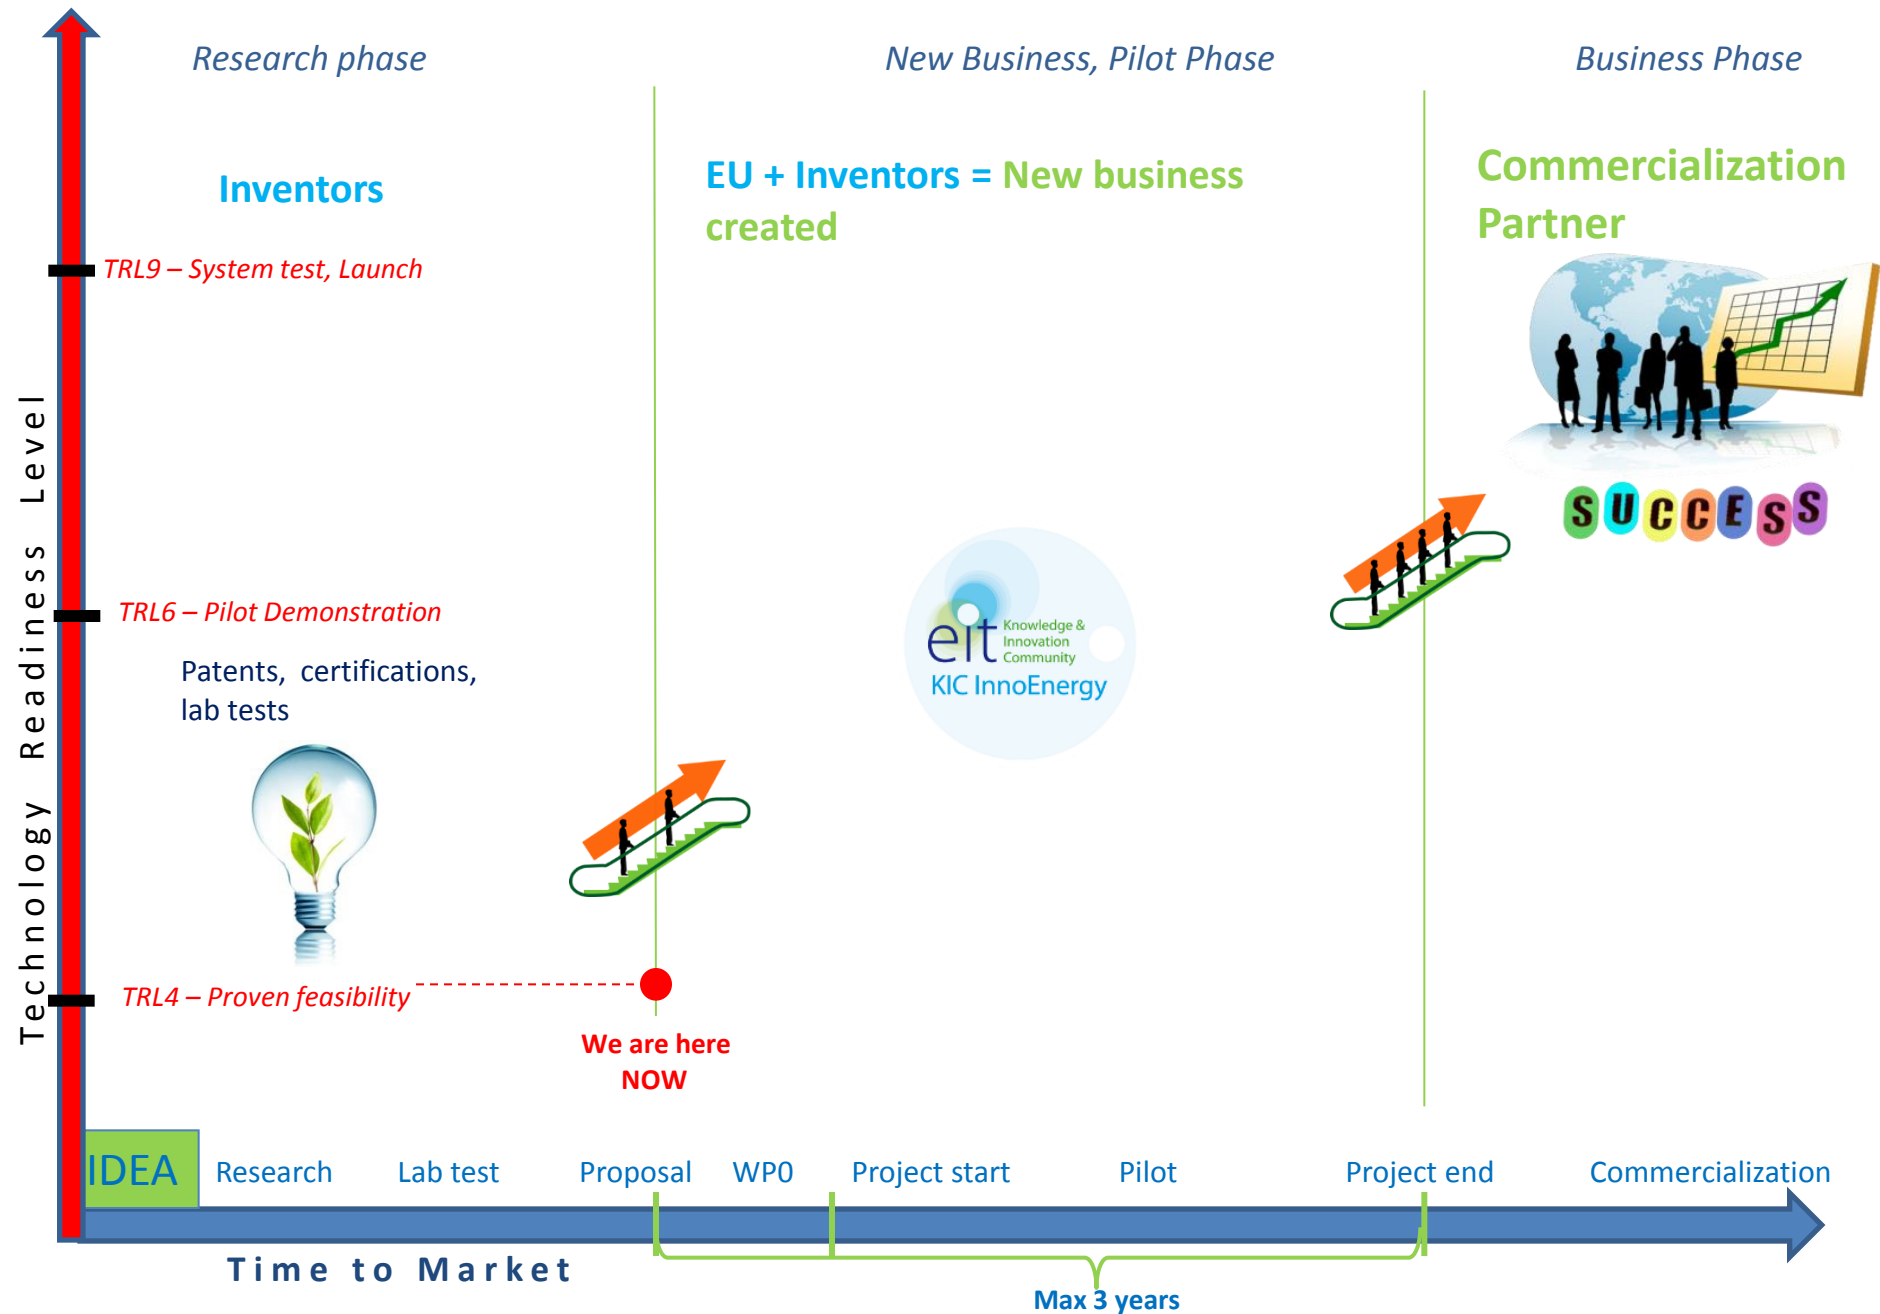 Research phase
New Business, Pilot Phase
Business Phase
Inventors
EU + Inventors = New business
created
Commercialization
Partner
TRL9 – System test, Launch
SUCCESS
TRL6 – Pilot Demonstration
Patents, certifications,
lab tests
eit
Knowledge &
Innovation
Community
KIC InnoEnergy
TRL4 – Proven feasibility
We are here
NOW
Technology Readiness Level
IDEA
Research
Lab test
Proposal
WP0
Project start
Pilot
Project end
Commercialization
Time to Market
Max 3 years